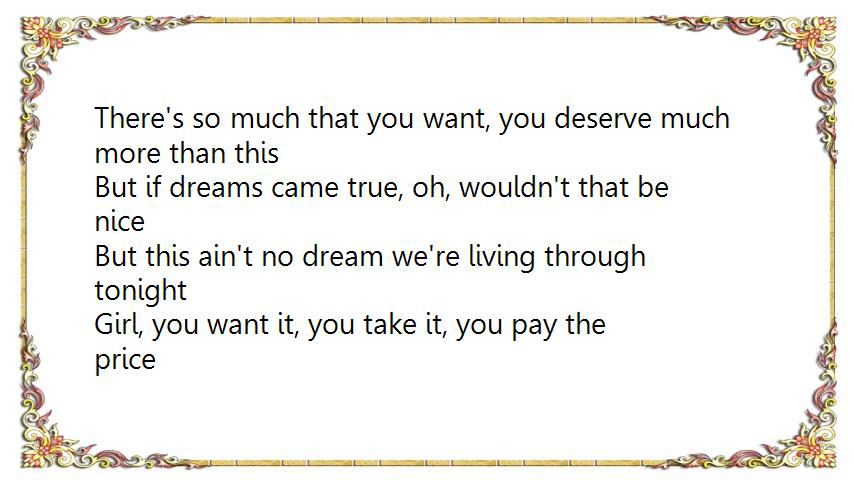 There's so much that you want, you deserve much
more than this
But if dreams came true, oh, wouldn't that be
nice
But this ain't no dream we're living through
tonight
Girl, you want it, you take it, you pay the
price